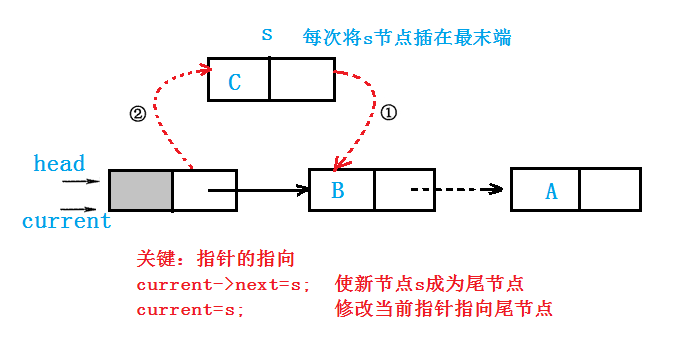 S 每次将s节点插在最末端
C
②
①
head
B
A
current
关键：指针的指向
current->next=s; 使新节点s成为尾节点
current=s; 修改当前指针指向尾节点